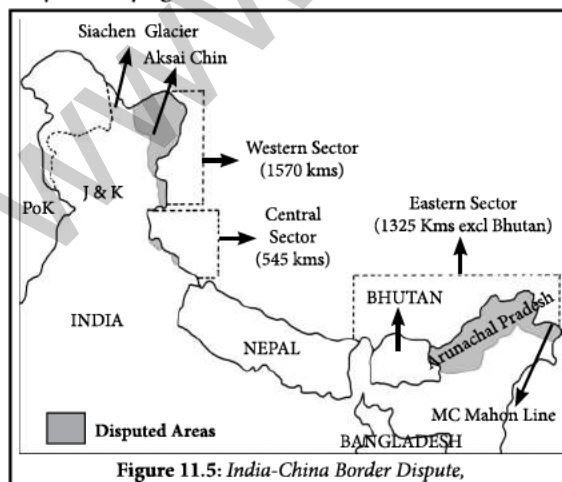 Siachen Glacier
Aksai Chin
Western Sector
(1570 kms)
J & K
PoK
Central
Sector
(545 kms)
Eastern Sector
(1325 Kms excl Bhutan)
BHUTAN
Arunachal Pradesh
INDIA
NEPAL
MC Mahon Line
Disputed Areas
BANGLADESH
Figure 11.5: India-China Border Dispute,